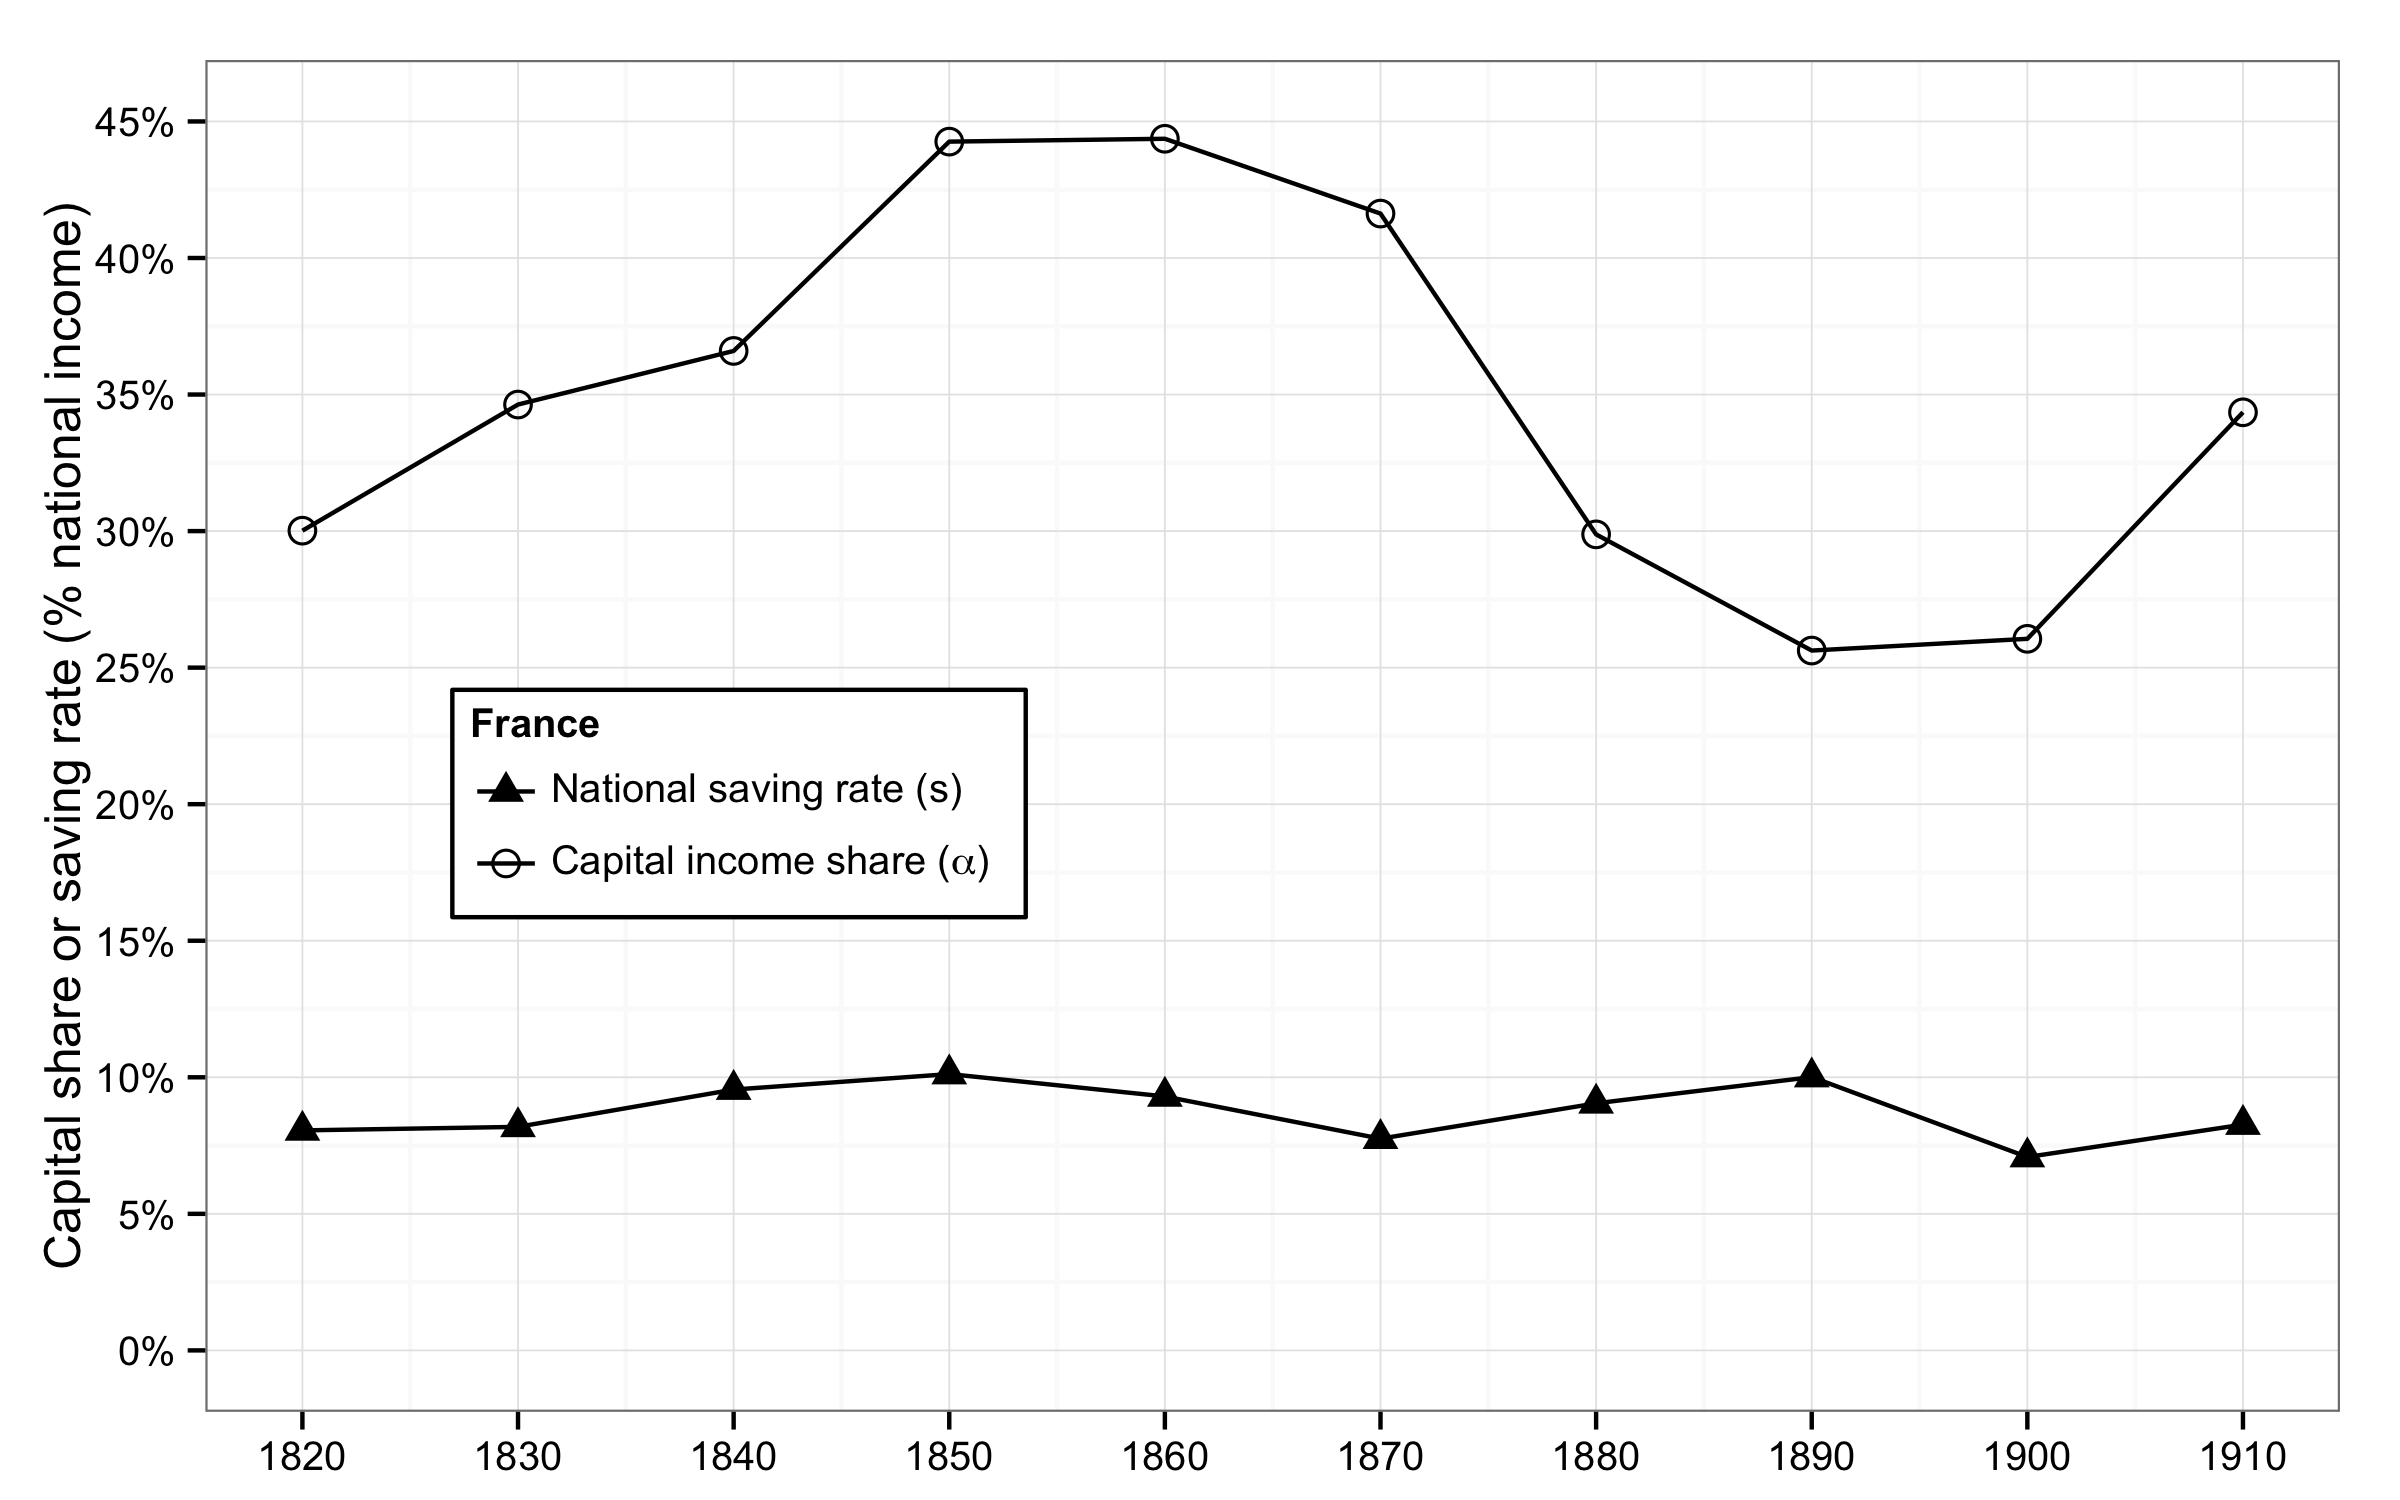 Capital share or saving rate (% national income)
45%
40%
35%
30%
25%
20%
15%
10%
5%
0%
France
National saving rate (s)
Capital income share (α)
1820 1830 1840 1850 1860 1870 1880 1890 1900 1910